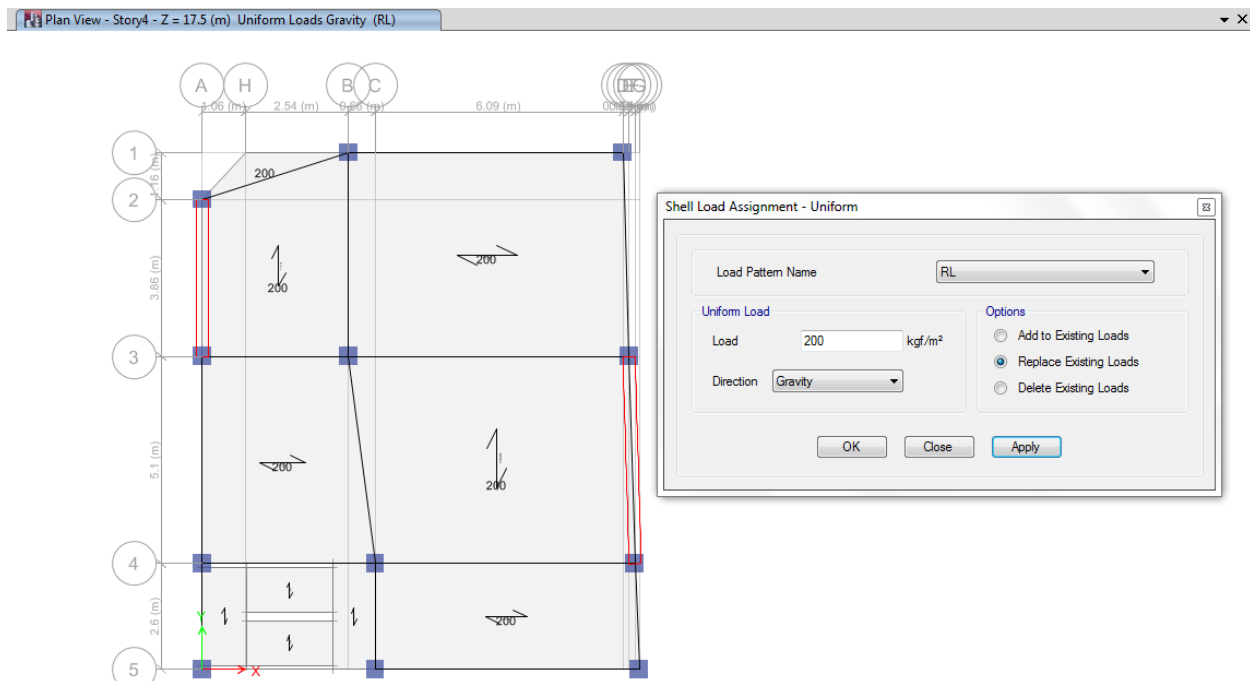 Plan View - Story4 - Z = 17.5 (m) Uniform Loads Gravity (RL)
A H B C G
1.06 (m) 2.54 (m) 0.66 (m) 6.09 (m)
1
1.16 (m)
200
2
Shell Load Assignment - Uniform
Load Pattern Name RL
3.86 (m)
200
200
Uniform Load
Options
Load 200 kgf/m²
Add to Existing Loads
3
Replace Existing Loads
Direction Gravity
Delete Existing Loads
OK Close Apply
5.1 (m)
200
200
4
2.6 (m)
Y
200
5
X